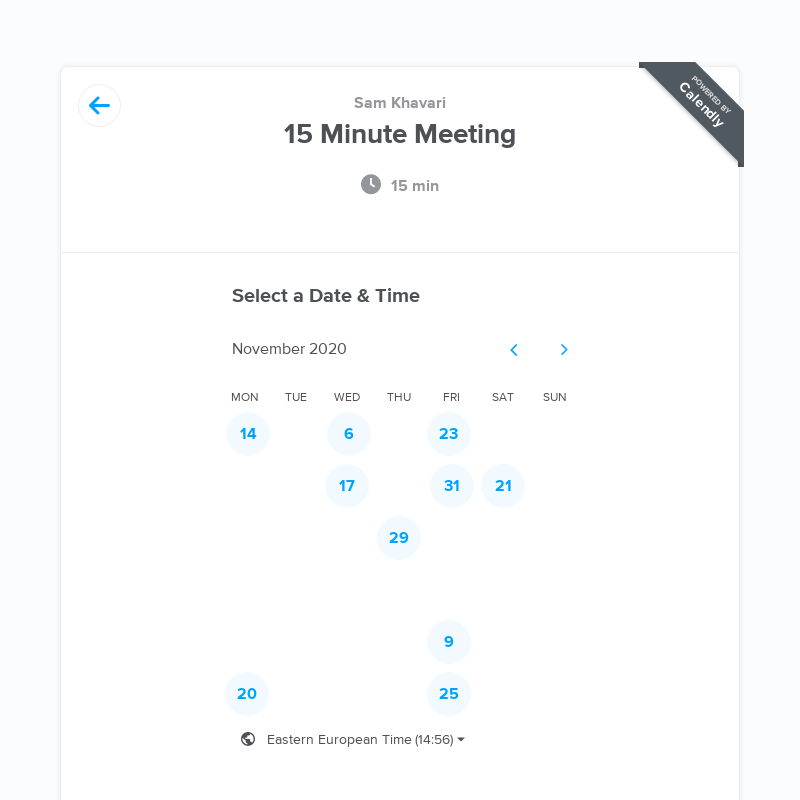 POWERED BY
Calendly
Sam Khavari
15 Minute Meeting
15 min
Select a Date & Time
November 2020
MON TUE WED THU FRI SAT SUN
14 6 23
17 31 21
29
9
20 25
Eastern European Time (14:56)